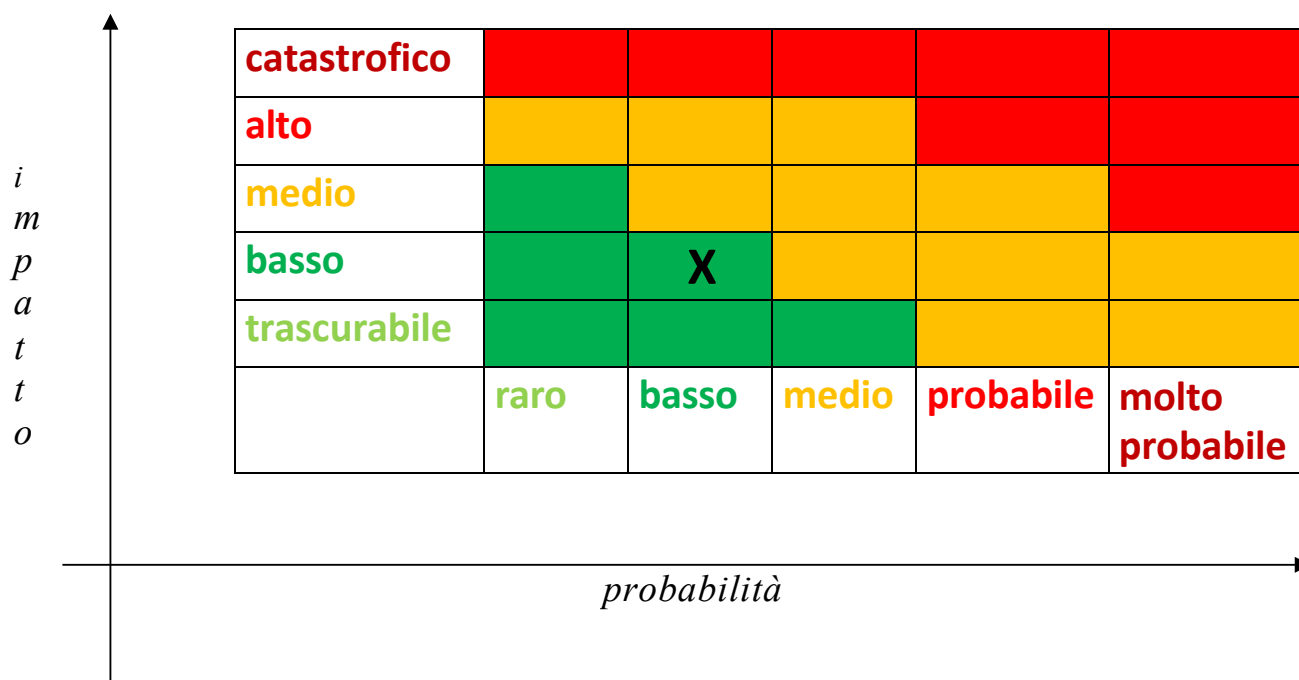 catastrofico
alto
medio
basso X
trascurabile
raro basso medio probabile molto
probabile
i
m
p
a
t
t
o
probabilità